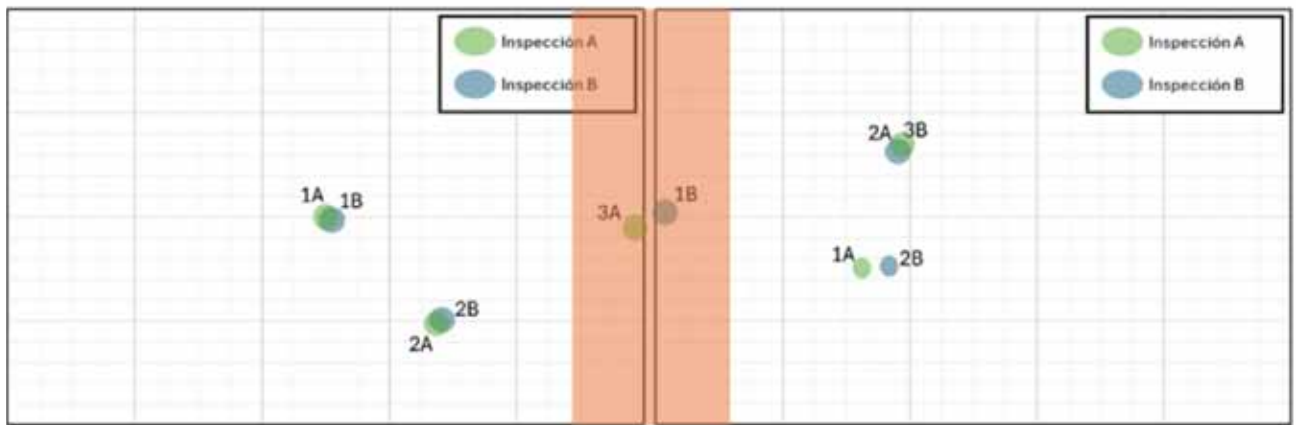 Inspección A
Inspección B
1A
1B
2B
2A
3A
Inspección A
Inspección B
2A
3B
1B
1A
2B